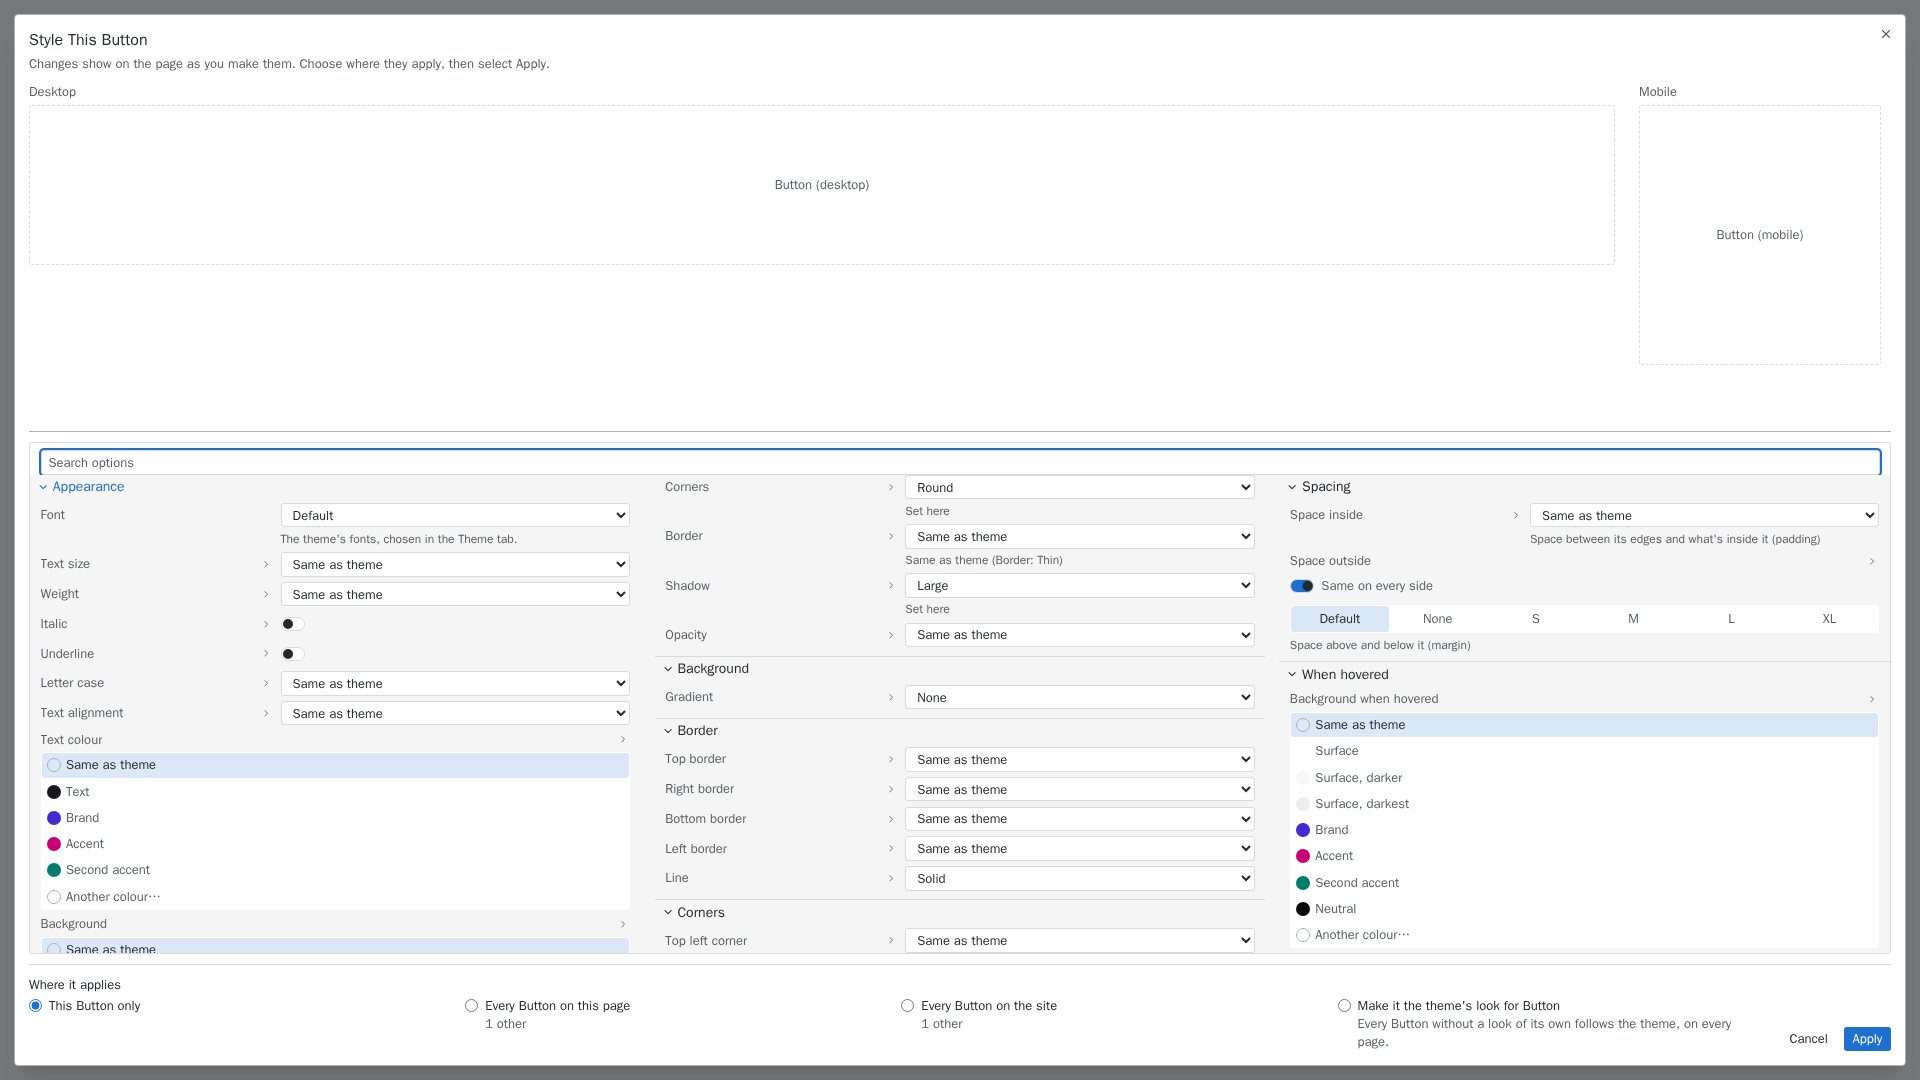 Style This Button
Changes show on the page as you make them. Choose where they apply, then select Apply.
Desktop
Mobile
Button (desktop)
Button (mobile)
Search options
Appearance
Font
Default
The theme's fonts, chosen in the Theme tab.
Text size
Same as theme
Weight
Same as theme
Italic
Underline
Letter case
Same as theme
Text alignment
Same as theme
Text colour
Same as theme
Text
Brand
Accent
Second accent
Another colour⋯
Background
Same as theme
Corners
Round
Set here
Border
Same as theme
Same as theme (Border: Thin)
Shadow
Large
Set here
Opacity
Same as theme
Background
Gradient
None
Border
Top border
Same as theme
Right border
Same as theme
Bottom border
Same as theme
Left border
Same as theme
Line
Solid
Corners
Top left corner
Same as theme
Spacing
Space inside
Same as theme
Space between its edges and what's inside it (padding)
Space outside
Same on every side
Default None S M L XL
Space above and below it (margin)
When hovered
Background when hovered
Same as theme
Surface
Surface, darker
Surface, darkest
Brand
Accent
Second accent
Neutral
Another colour⋯
Where it applies
This Button only
Every Button on this page
1 other
Every Button on the site
1 other
Make it the theme's look for Button
Every Button without a look of its own follows the theme, on every
page.
Cancel
Apply